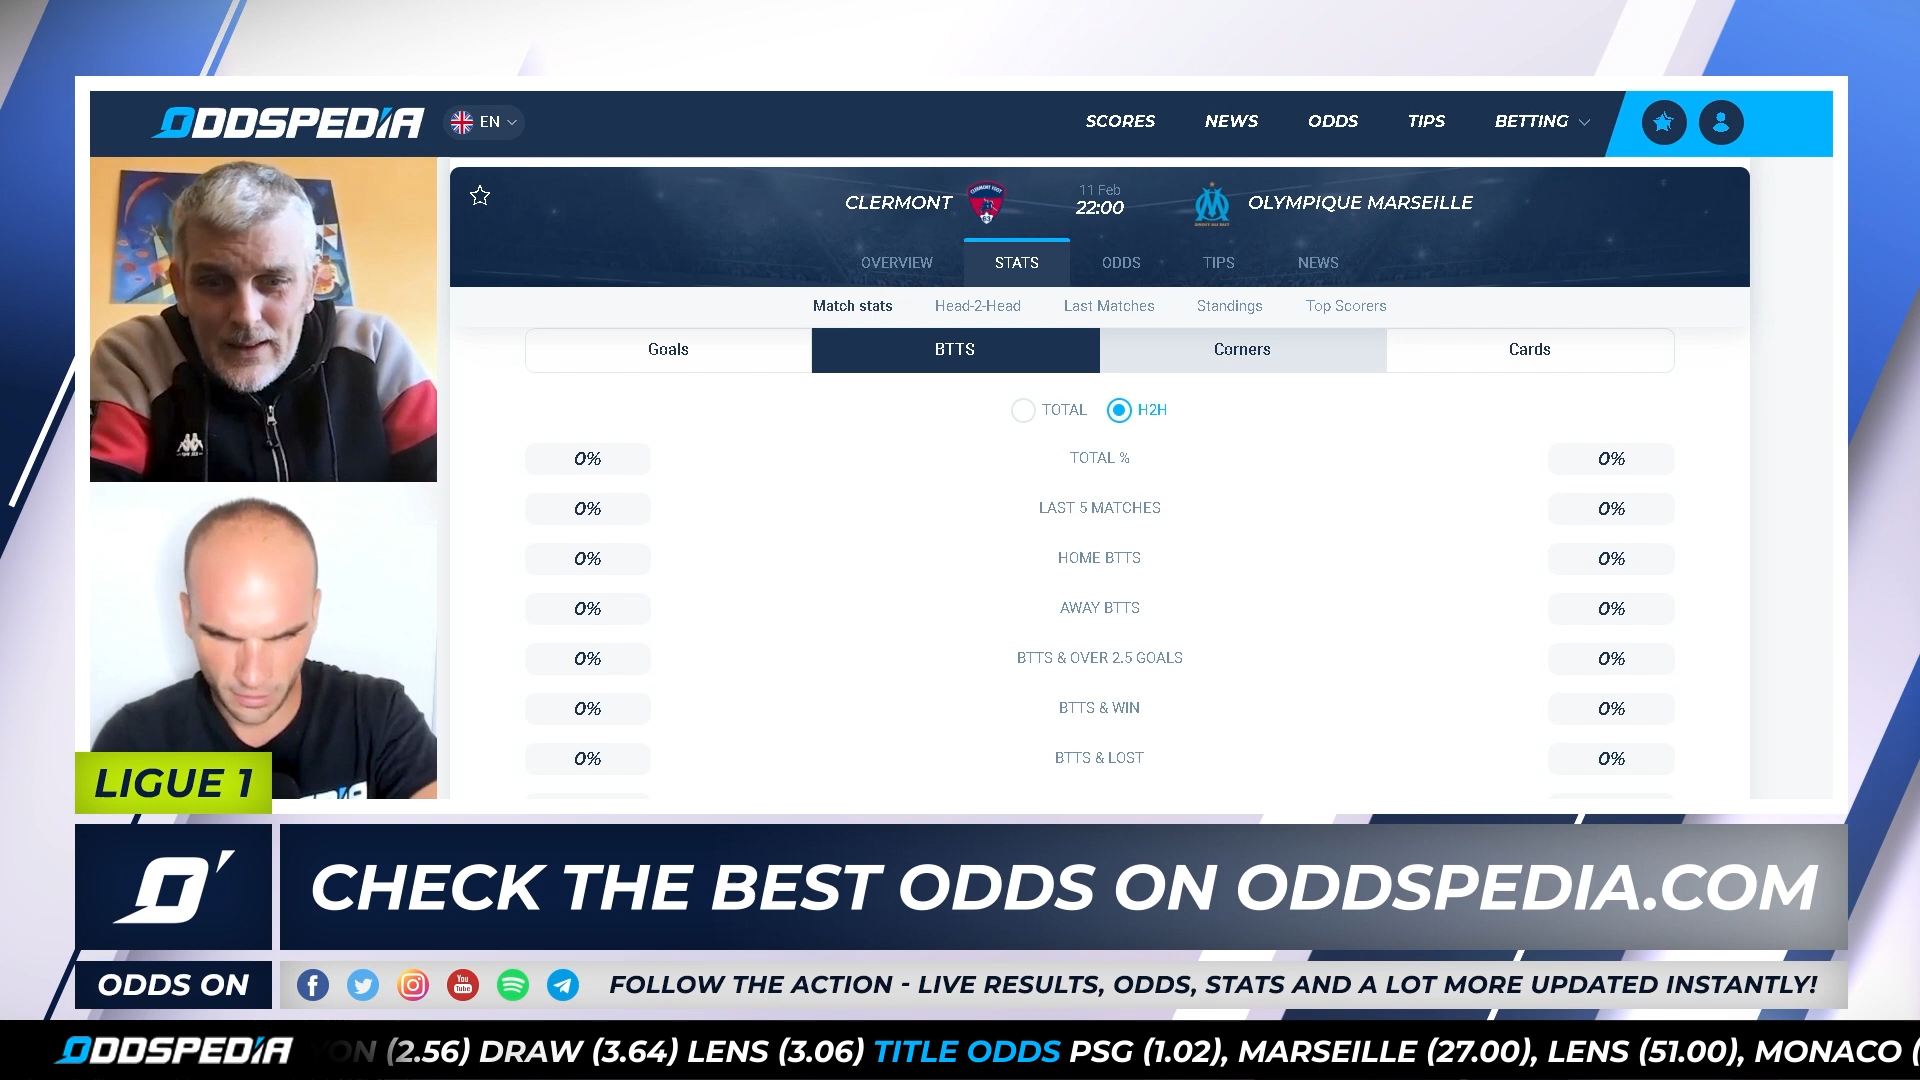 ODDSPEDIA
EN
SCORES NEWS ODDS TIPS BETTING
CLERMONT
11 Feb
22:00
OLYMPIQUE MARSEILLE
OVERVIEW STATS ODDS TIPS NEWS
Match stats Head-2-Head Last Matches Standings Top Scorers
Goals BTTS Corners Cards
TOTAL H2H
0% TOTAL % 0%
0% LAST 5 MATCHES 0%
0% HOME BTTS 0%
0% AWAY BTTS 0%
0% BTTS & OVER 2.5 GOALS 0%
0% BTTS & WIN 0%
0% BTTS & LOST 0%
LIGUE 1
CHECK THE BEST ODDS ON ODDSPEDIA.COM
ODDS ON
You Tube
FOLLOW THE ACTION - LIVE RESULTS, ODDS, STATS AND A LOT MORE UPDATED INSTANTLY!
ODDSPEDIA
YON (2.56) DRAW (3.64) LENS (3.06) TITLE ODDS PSG (1.02), MARSEILLE (27.00), LENS (51.00), MONACO (